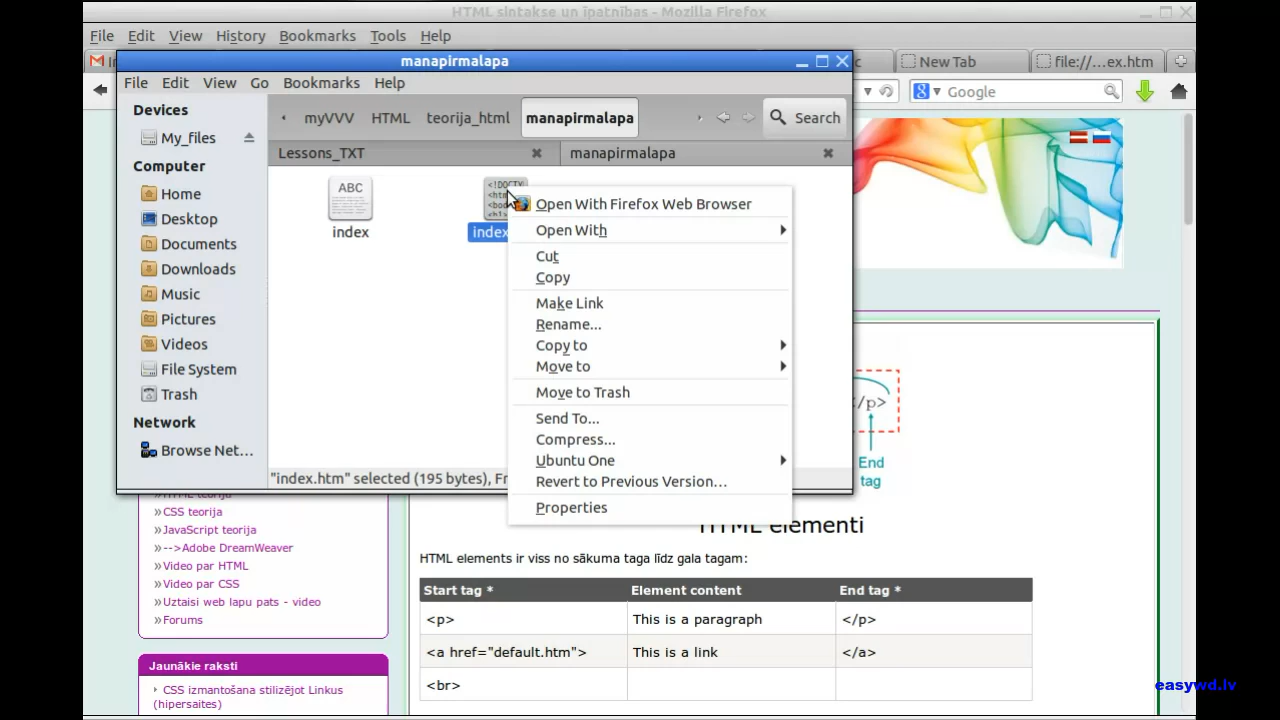 HTML sintakse un īpatnības - Mozilla Firefox
File Edit View History Bookmarks Tools Help
New Tab
file://...ex.htm
Google
manapirmalapa
File Edit View Go Bookmarks Help
Devices
My_files
Computer
Home
Desktop
Documents
Downloads
Music
Pictures
Videos
File System
Trash
Network
Browse Net...
myVVV HTML teorija_html manapirmalapa Search
Lessons_TXT manapirmalapa
ABC
index
<!DOCTY
index
"index.htm" selected (195 bytes), Fr
Open With Firefox Web Browser
Open With
Cut
Copy
Make Link
Rename...
Copy to
Move to
Move to Trash
Send To...
Compress...
Ubuntu One
Revert to Previous Version...
Properties
</p>
End
tag
HTML teorija
CSS teorija
JavaScript teorija
-->Adobe DreamWeaver
Video par HTML
Video par CSS
Uztaisi web lapu pats - video
Forums
Jaunākie raksti
CSS izmantošana stilizējot Linkus
(hipersaites)
HTML elementi
HTML elements ir viss no sākuma taga līdz gala tagam:
Start tag * Element content End tag *
<p> This is a paragraph </p>
<a href="default.htm"> This is a link </a>
<br>
easywd.lv